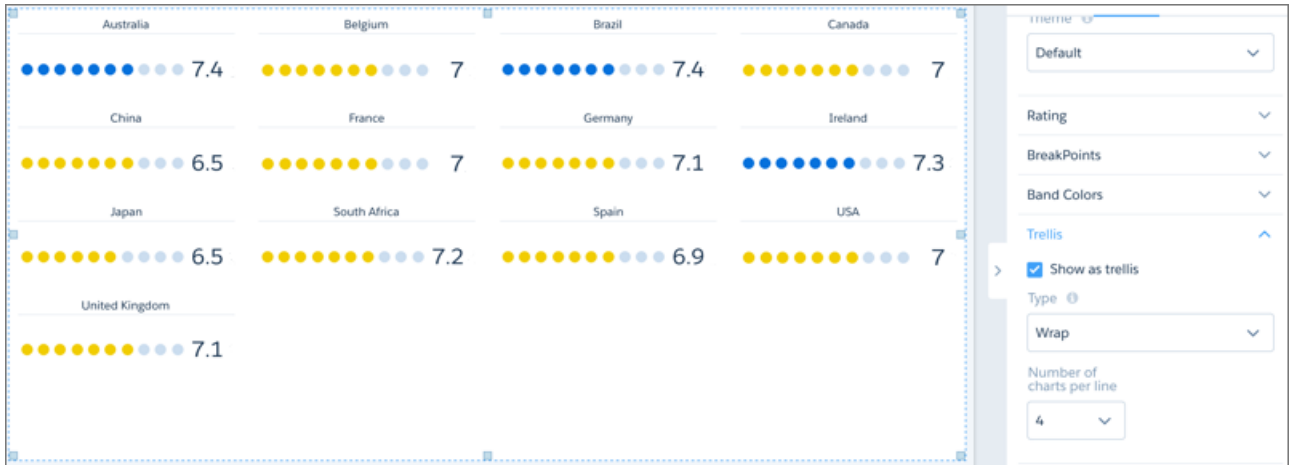 Australia Belgium Brazil Canada
7.4 7 7.4 7
China France Germany Ireland
6.5 7 7.1 7.3
Japan South Africa Spain USA
6.5 7.2 6.9 7
United Kingdom
7.1
Theme
Default
Rating
BreakPoints
Band Colors
Trellis
Show as trellis
Type
Wrap
Number of
charts per line
4